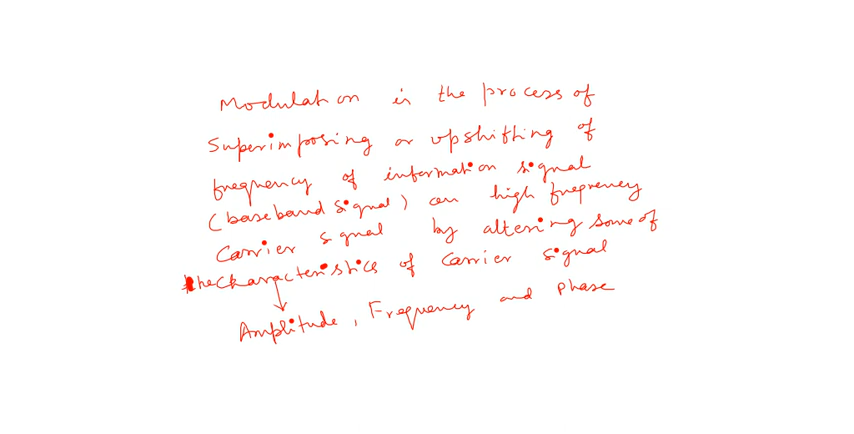 Modulation is the process of
superimposing or upshifting of
frequency of information signal
(baseband signal) on high frequency
carrier signal by altering some of
the characteristics of carrier signal
Amplitude, Frequency and Phase